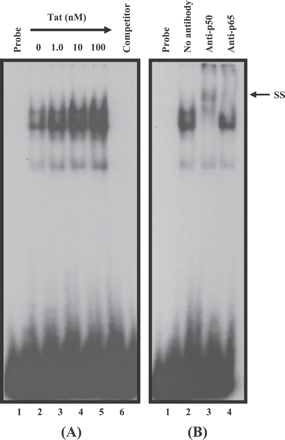 Tat (nM)
Probe
0 1.0 10 100
Competitor
Probe
No antibody
Anti-p50
Anti-p65
SS
1 2 3 4 5 6
1 2 3 4
(A) (B)